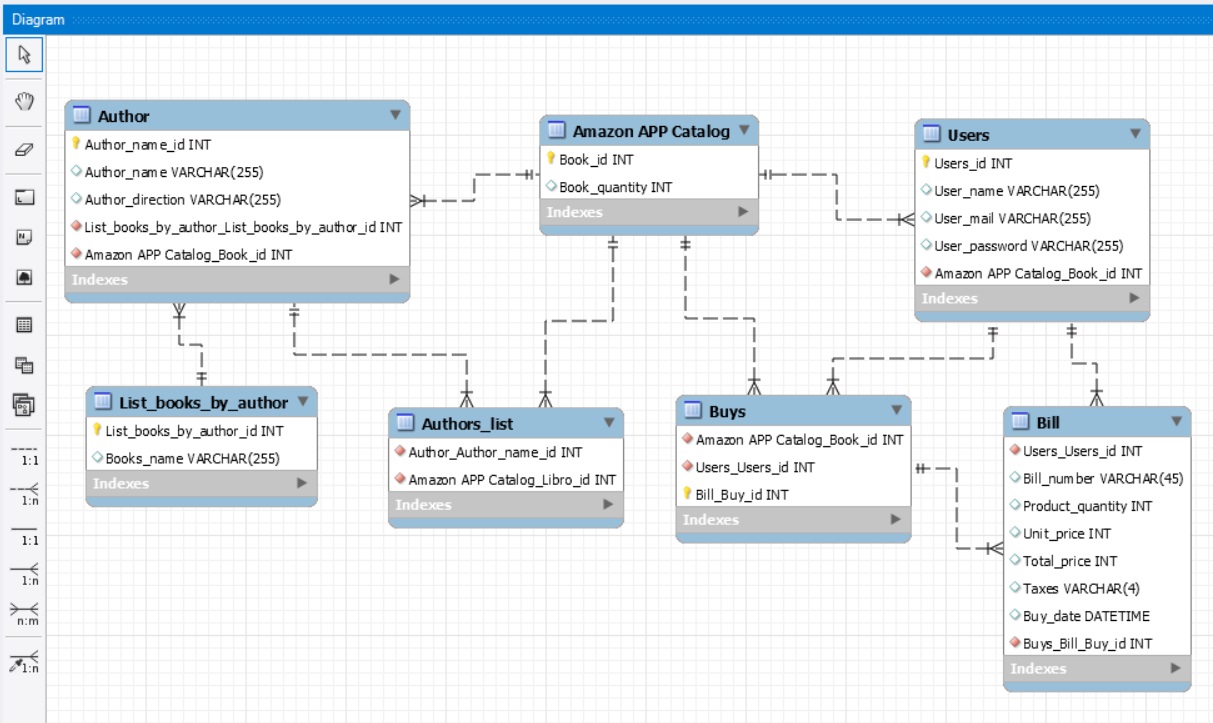 Diagram
Author
Author_name_id INT
Author_name VARCHAR(255)
Author_direction VARCHAR(255)
List_books_by_author_List_books_by_author_id INT
Amazon APP Catalog_Book_id INT
Indexes
Amazon APP Catalog
Book_id INT
Book_quantity INT
Indexes
Users
Users_id INT
User_name VARCHAR(255)
User_mail VARCHAR(255)
User_password VARCHAR(255)
Amazon APP Catalog_Book_id INT
Indexes
List_books_by_author
List_books_by_author_id INT
Books_name VARCHAR(255)
Indexes
Authors_list
Author_Author_name_id INT
Amazon APP Catalog_Libro_id INT
Indexes
Buys
Amazon APP Catalog_Book_id INT
Users_Users_id INT
Bill_Buy_id INT
Indexes
Bill
Users_Users_id INT
Bill_number VARCHAR(45)
Product_quantity INT
Unit_price INT
Total_price INT
Taxes VARCHAR(4)
Buy_date DATETIME
Buys_Bill_Buy_id INT
Indexes
1:1
1:n
1:1
1:n
n:m
1:n